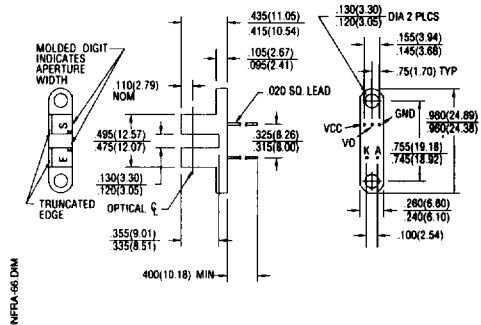 MOLDED DIGIT
INDICATES
APERTURE
WIDTH
S
E
TRUNCATED
EDGE
.435(11.05)
.415(10.54)
.105(2.67)
.095(2.41)
.110(2.79)
NOM
.020 SQ. LEAD
.495(12.57)
.475(12.07)
.325(8.26)
.315(8.00)
.130(3.30)
.120(3.05)
OPTICAL ℄
.355(9.01)
.335(8.51)
.400(10.18) MIN
.130(3.30)
.120(3.05)
DIA 2 PLCS
.155(3.94)
.145(3.68)
.75(1.70) TYP
GND
VCC
VO
K A
.980(24.89)
.960(24.38)
.755(19.18)
.745(18.92)
.260(6.60)
.240(6.10)
.100(2.54)
INFRA-66.DIM